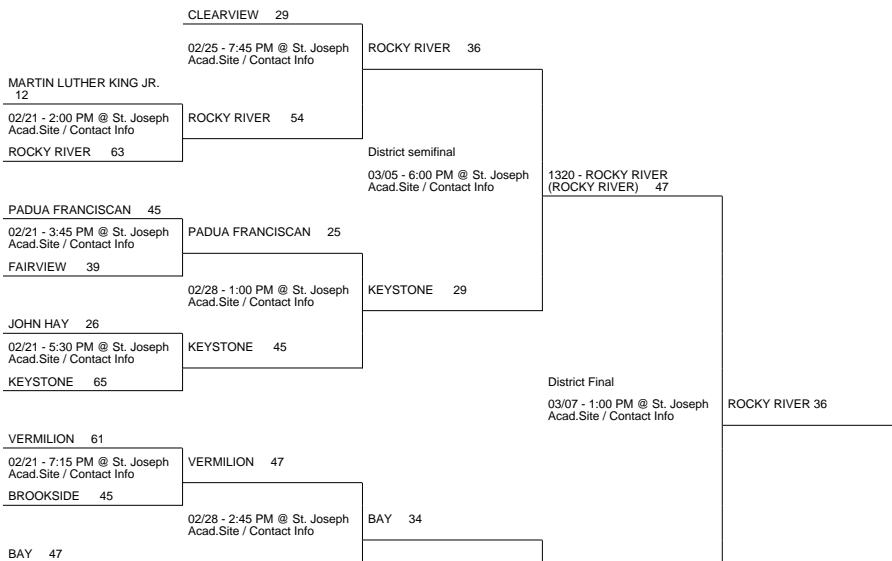 CLEARVIEW 29
02/25 - 7:45 PM @ St. Joseph
Acad.Site / Contact Info
ROCKY RIVER 36
MARTIN LUTHER KING JR.
12
02/21 - 2:00 PM @ St. Joseph
Acad.Site / Contact Info
ROCKY RIVER 54
ROCKY RIVER 63
District semifinal
03/05 - 6:00 PM @ St. Joseph
Acad.Site / Contact Info
1320 - ROCKY RIVER
(ROCKY RIVER) 47
PADUA FRANCISCAN 45
02/21 - 3:45 PM @ St. Joseph
Acad.Site / Contact Info
PADUA FRANCISCAN 25
FAIRVIEW 39
02/28 - 1:00 PM @ St. Joseph
Acad.Site / Contact Info
KEYSTONE 29
JOHN HAY 26
02/21 - 5:30 PM @ St. Joseph
Acad.Site / Contact Info
KEYSTONE 45
KEYSTONE 65
District Final
03/07 - 1:00 PM @ St. Joseph
Acad.Site / Contact Info
ROCKY RIVER 36
VERMILION 61
02/21 - 7:15 PM @ St. Joseph
Acad.Site / Contact Info
VERMILION 47
BROOKSIDE 45
02/28 - 2:45 PM @ St. Joseph
Acad.Site / Contact Info
BAY 34
BAY 47